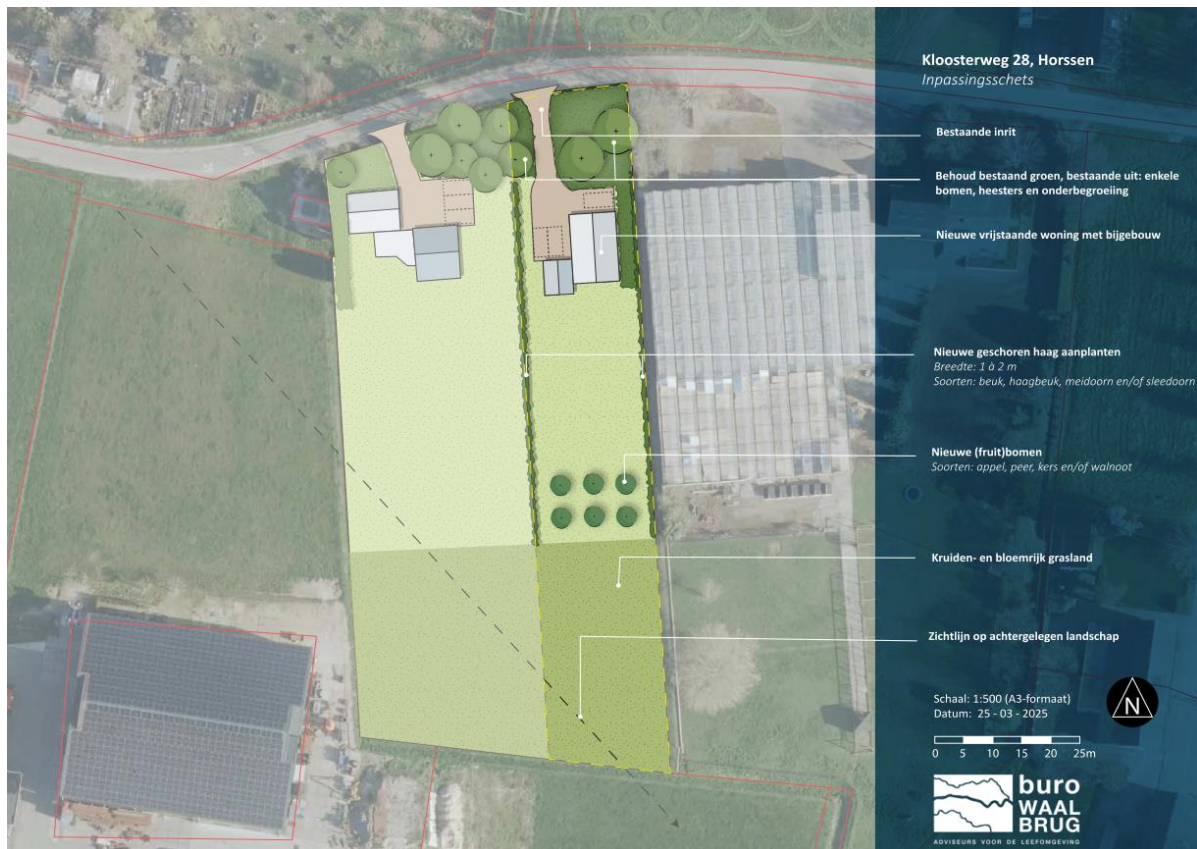 Kloosterweg 28, Horssen
Inpassingsschets
Bestaande inrit
Behoud bestaand groen, bestaande uit: enkele
bomen, heesters en onderbegroeiing
Nieuwe vrijstaande woning met bijgebouw
Nieuwe geschoren haag aanplanten
Breedte: 1 à 2 m
Soorten: beuk, haagbeuk, meidoorn en/of sleedoorn
Nieuwe (fruit)bomen
Soorten: appel, peer, kers en/of walnoot
Kruiden- en bloemrijk grasland
Zichtlijn op achtergelegen landschap
Schaal: 1:500 (A3-formaat)
Datum: 25 - 03 - 2025
N
0 5 10 15 20 25m
buro
WAAL
BRUG
ADVISEURS VOOR DE LEEFOMGEVING